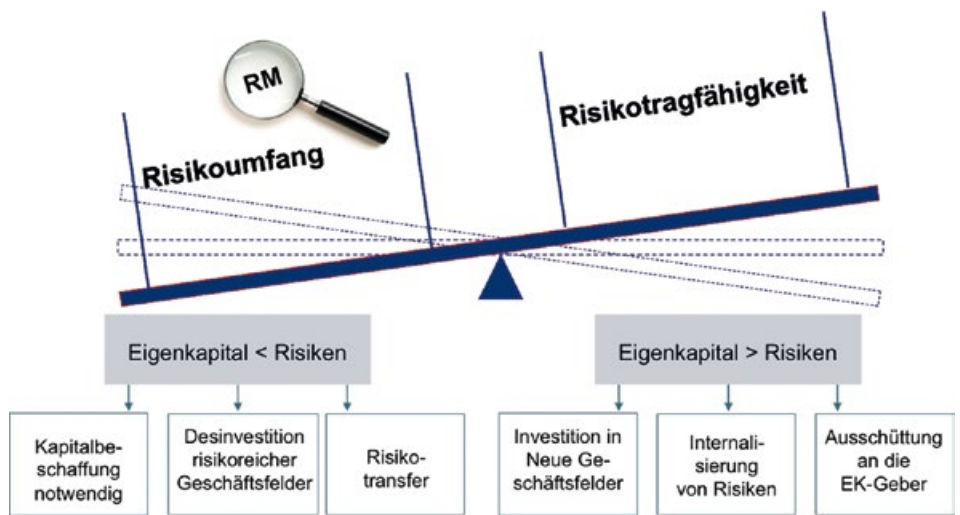 RM
Risikoumfang
Risikotragfähigkeit
Eigenkapital < Risiken
Eigenkapital > Risiken
Kapitalbe-
schaffung
notwendig
Desinvestition
risikoreicher
Geschäftsfelder
Risiko-
transfer
Investition in
Neue Ge-
schäftsfelder
Internali-
sierung
von Risiken
Ausschüttung
an die
EK-Geber